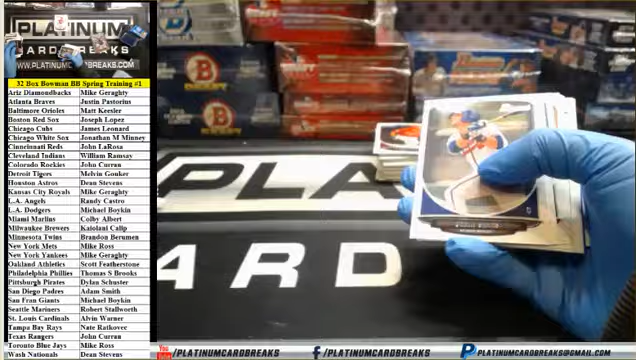 PLATINUM
CARDBREAKS
WWW.PLATINUMCARDBREAKS.COM
32 Box Bowman BB Spring Training #1
Ariz Diamondbacks Mike Geraghty
Atlanta Braves Justin Pastorius
Baltimore Orioles Matt Keesler
Boston Red Sox Joseph Lopez
Chicago Cubs James Leonard
Chicago White Sox Jonathan M Minney
Cinncinnati Reds John LaRosa
Cleveland Indians William Ramsay
Colorado Rockies John Curran
Detroit Tigers Melvin Gouker
Houston Astros Dean Stevens
Kansas City Royals Mike Geraghty
L.A. Angels Randy Castro
L.A. Dodgers Michael Boykin
Miami Marlins Colby Albert
Milwaukee Brewers Kaiolani Calip
Minnesota Twins Brandon Berumen
New York Mets Mike Ross
New York Yankees Mike Geraghty
Oakland Athletics Scott Featherstone
Philadelphia Phillies Thomas S Brooks
Pittsburg Pirates Dylan Schuster
San Diego Padres Adam Smith
San Fran Giants Michael Boykin
Seattle Mariners Robert Stallworth
St. Louis Cardinals Alvin Warner
Tampa Bay Rays Nate Ratkovec
Texas Rangers John Curran
Toronto Blue Jays Mike Ross
Wash Nationals Dean Stevens
PLA
ARD
You Tube /PLATINUMCARDBREAKS
f /PLATINUMCARDBREAKS
P PLATINUMCARDBREAKS@GMAIL.COM